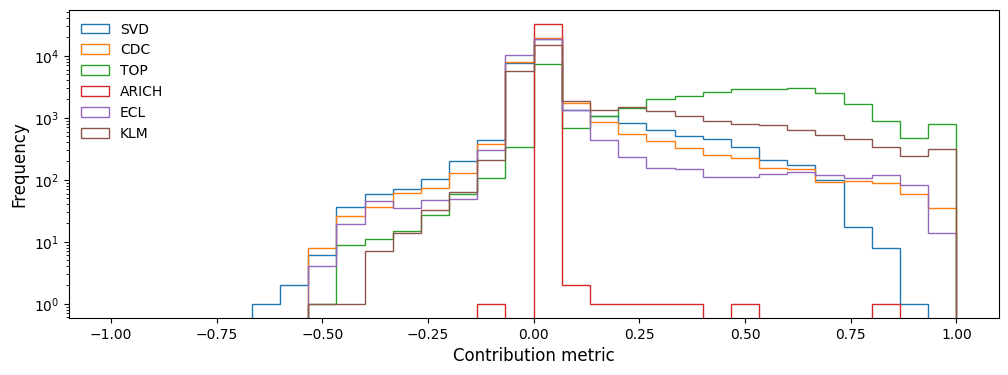 SVD
CDC
TOP
ARICH
ECL
KLM
Frequency
10⁴
10³
10²
10¹
10⁰
−1.00 −0.75 −0.50 −0.25 0.00 0.25 0.50 0.75 1.00
Contribution metric